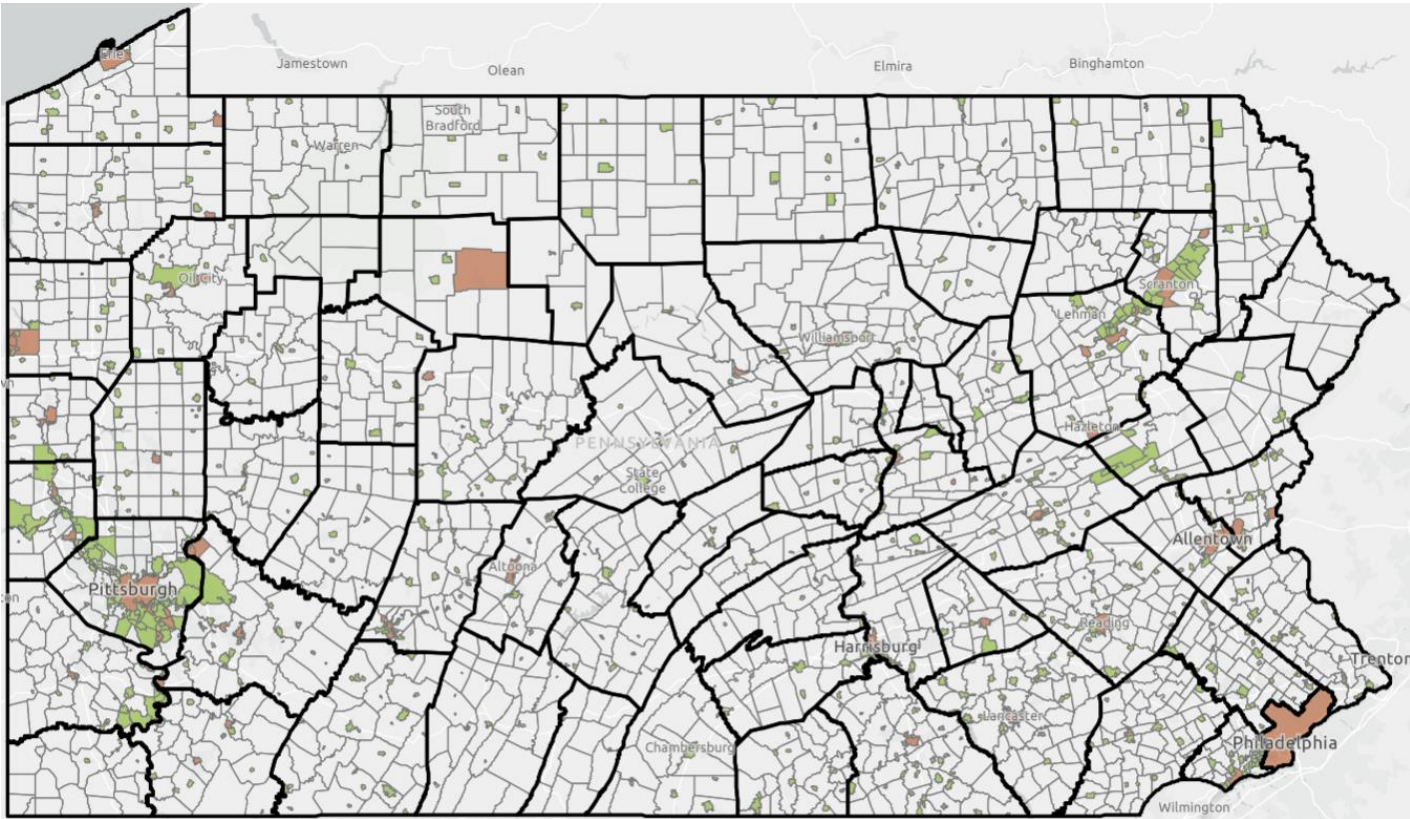 Erie
Jamestown
Olean
Elmira
Binghamton
South
Bradford
Warren
Oil City
Scranton
Lehman
Williamsport
Hazleton
PENNSYLVANIA
State
College
Allentown
Altoona
Pittsburgh
Reading
Harrisburg
Trenton
Lancaster
Chambersburg
Philadelphia
Wilmington